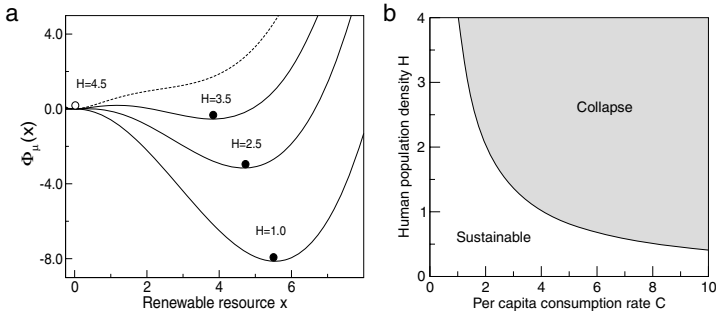 a
4.0
0.0
-4.0
-8.0
Φμ(x)
H=4.5
H=3.5
H=2.5
H=1.0
0
2
4
6
Renewable resource x
b
4
3
2
1
0
Human population density H
Collapse
Sustainable
0
2
4
6
8
10
Per capita consumption rate C